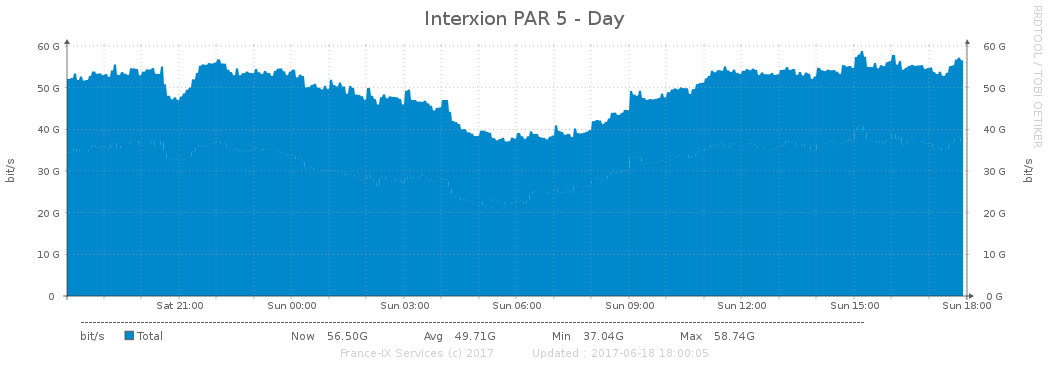 Interxion PAR 5 - Day
RRDTOOL / TOBI OETIKER
60 G 60 G
50 G 50 G
40 G 40 G
30 G 30 G
20 G 20 G
10 G 10 G
0 0 G
bit/s bit/s
Sat 21:00 Sun 00:00 Sun 03:00 Sun 06:00 Sun 09:00 Sun 12:00 Sun 15:00 Sun 18:00
bit/s Total Now 56.50G Avg 49.71G Min 37.04G Max 58.74G
France-IX Services (c) 2017 Updated : 2017-06-18 18:00:05